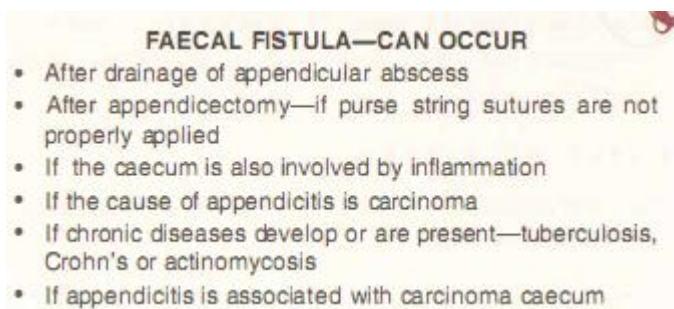 FAECAL FISTULA—CAN OCCUR
• After drainage of appendicular abscess
• After appendicectomy—if purse string sutures are not
properly applied
• If the caecum is also involved by inflammation
• If the cause of appendicitis is carcinoma
• If chronic diseases develop or are present—tuberculosis,
Crohn's or actinomycosis
• If appendicitis is associated with carcinoma caecum